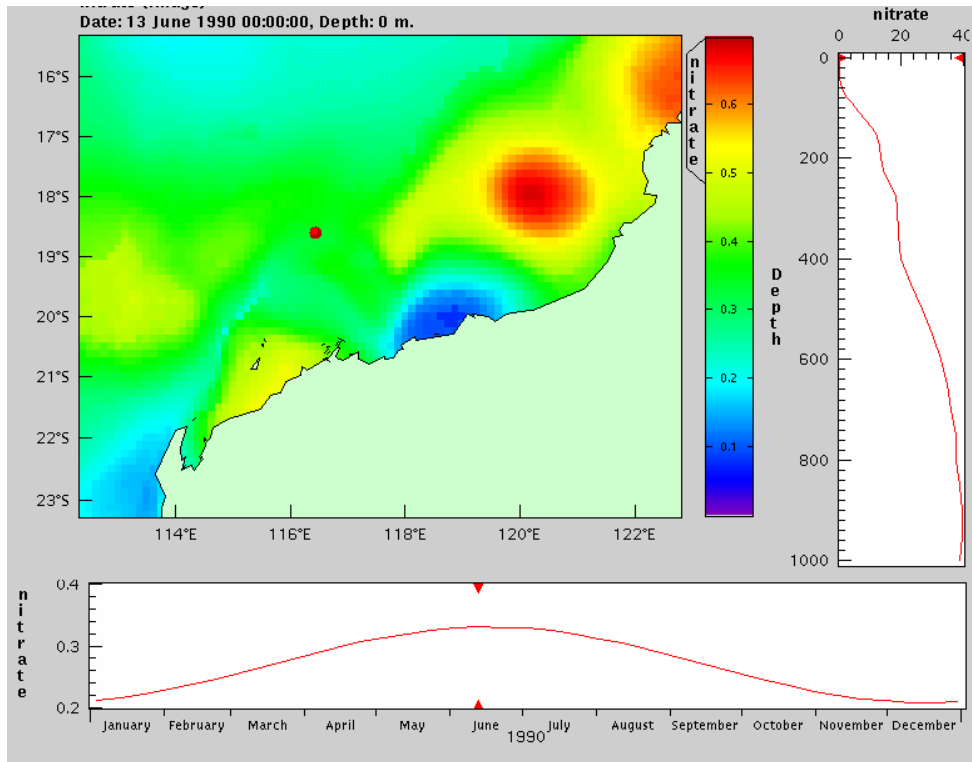 Date: 13 June 1990 00:00:00, Depth: 0 m.
nitrate
0 20 40
16°S
17°S
18°S
19°S
20°S
21°S
22°S
23°S
114°E 116°E 118°E 120°E 122°E
nitrate
0.6
0.5
0.4
0.3
0.2
0.1
Depth
0
200
400
600
800
1000
nitrate
0.4
0.3
0.2
January February March April May June July August September October November December
1990